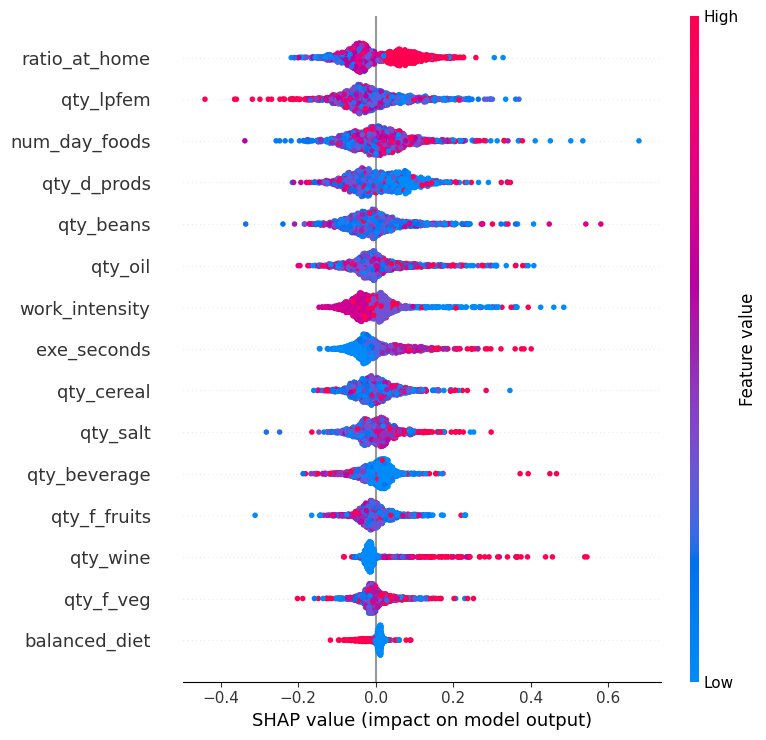 High
ratio_at_home
qty_lpfem
num_day_foods
qty_d_prods
qty_beans
qty_oil
work_intensity
exe_seconds
qty_cereal
qty_salt
qty_beverage
qty_f_fruits
qty_wine
qty_f_veg
balanced_diet
Feature value
Low
−0.4 −0.2 0.0 0.2 0.4 0.6
SHAP value (impact on model output)